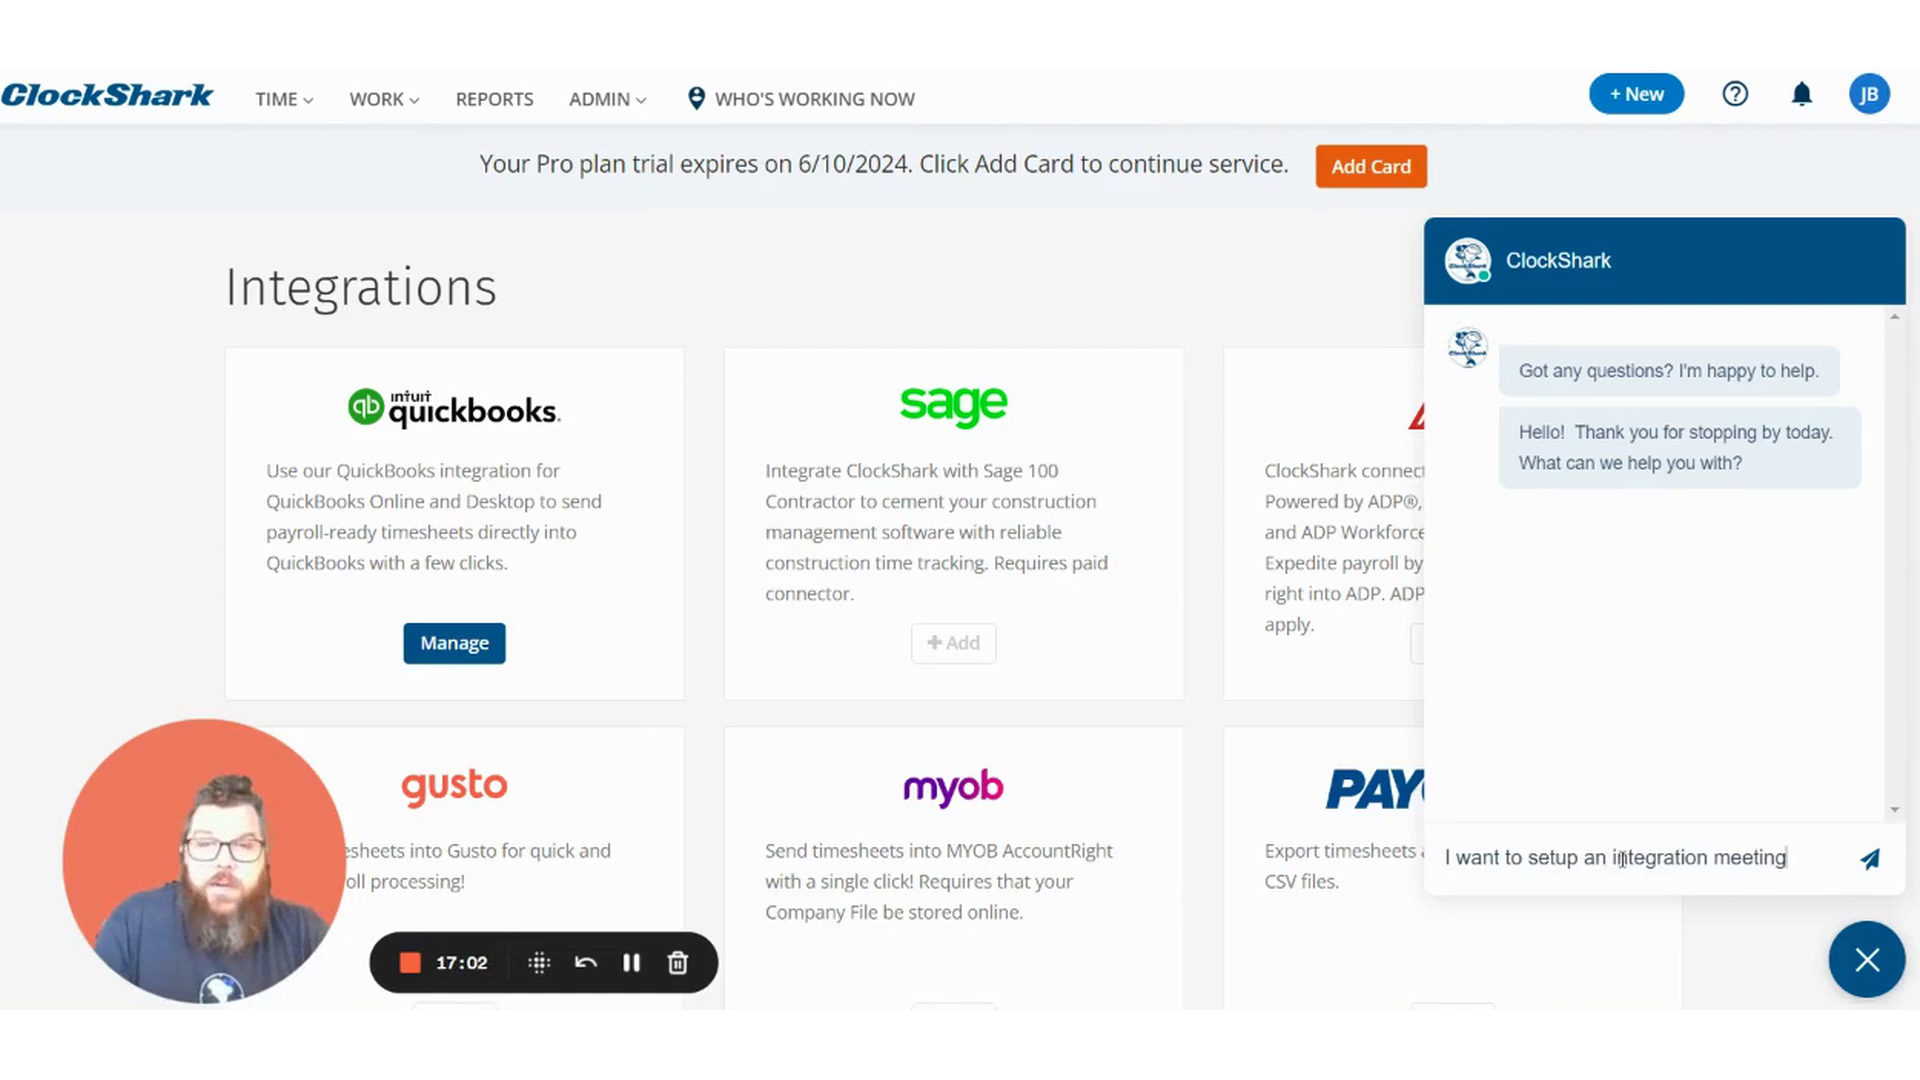 ClockShark TIME WORK REPORTS ADMIN WHO'S WORKING NOW + New JB
Your Pro plan trial expires on 6/10/2024. Click Add Card to continue service. Add Card
Integrations
intuit
quickbooks.
Use our QuickBooks integration for
QuickBooks Online and Desktop to send
payroll-ready timesheets directly into
QuickBooks with a few clicks.
Manage
sage
Integrate ClockShark with Sage 100
Contractor to cement your construction
management software with reliable
construction time tracking. Requires paid
connector.
+ Add
ClockShark connect
Powered by ADP®,
and ADP Workforce
Expedite payroll by
right into ADP. ADP
apply.
gusto
esheets into Gusto for quick and
oll processing!
myob
Send timesheets into MYOB AccountRight
with a single click! Requires that your
Company File be stored online.
PAYC
Export timesheets a
CSV files.
ClockShark
Got any questions? I'm happy to help.
Hello! Thank you for stopping by today.
What can we help you with?
I want to setup an integration meeting
17:02